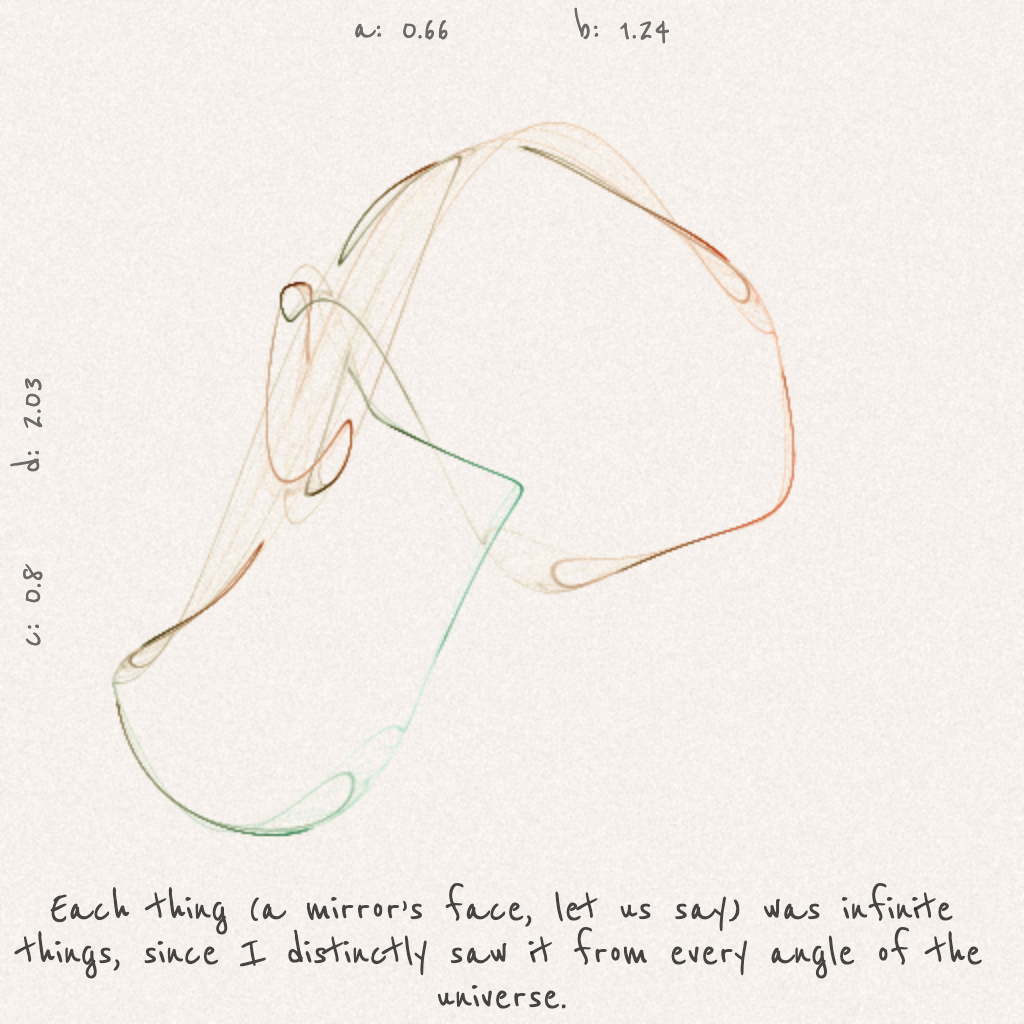 a: 0.66 b: 1.24
d: 2.03
c: 0.8
Each thing (a mirror's face, let us say) was infinite
things, since I distinctly saw it from every angle of the
universe.